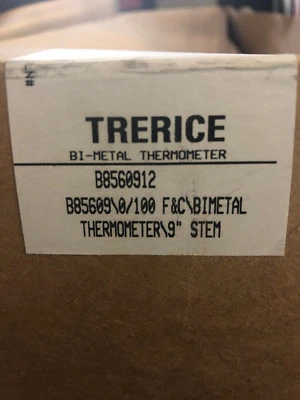 TRERICE
BI-METAL THERMOMETER
B8560912
B85609\0/100 F&C\BIMETAL
THERMOMETER\9" STEM